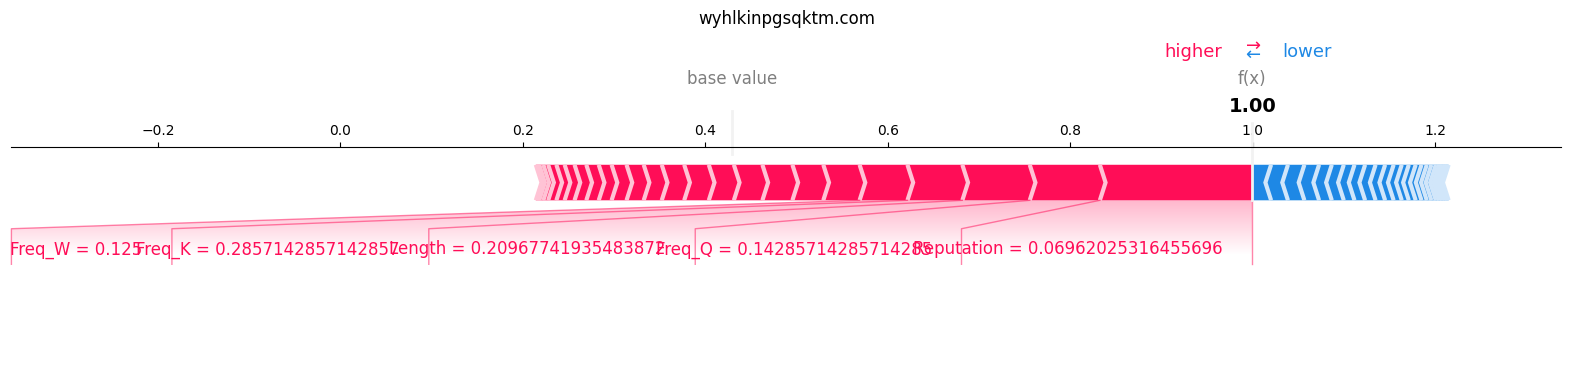 wyhlkinpgsqktm.com
higher ⇄ lower
base value f(x)
1.00
−0.2 0.0 0.2 0.4 0.6 0.8 1.0 1.2
Freq_W = 0.125 Freq_K = 0.2857142857142857 Length = 0.20967741935483872 Freq_Q = 0.14285714285714285 Reputation = 0.06962025316455696